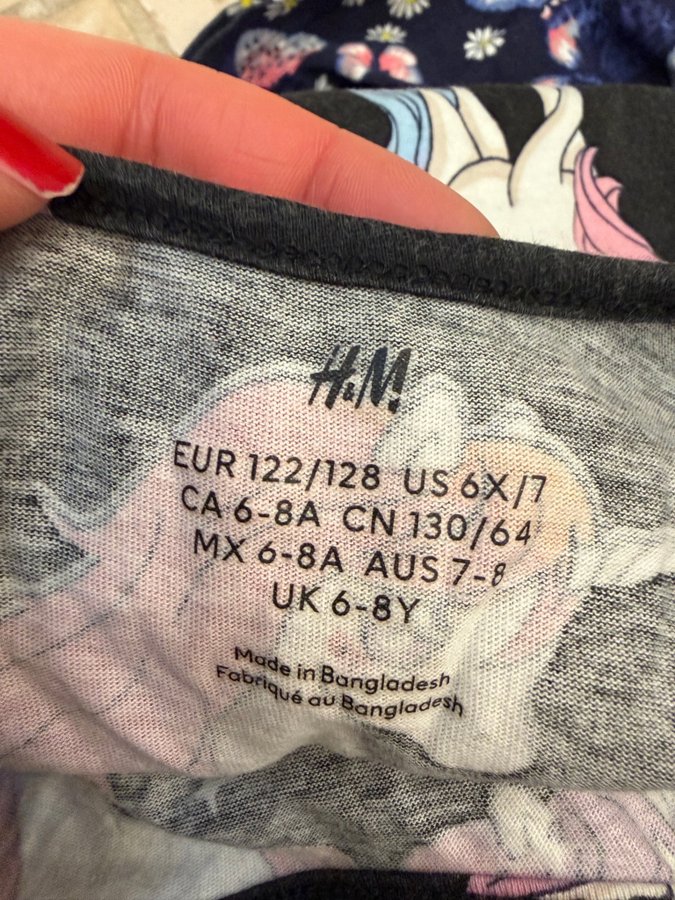 H&M
EUR 122/128 US 6X/7
CA 6-8A CN 130/64
MX 6-8A AUS 7-8
UK 6-8Y
Made in Bangladesh
Fabriqué au Bangladesh